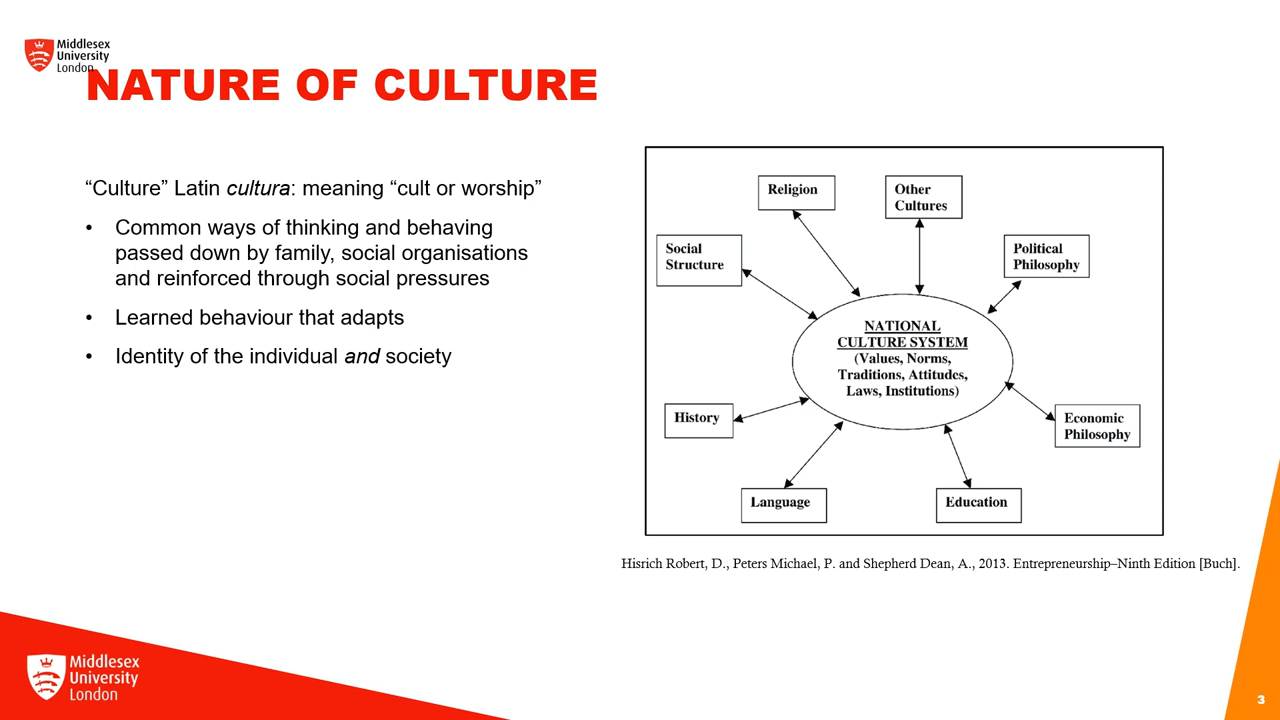 Middlesex
University
London
NATURE OF CULTURE
“Culture” Latin cultura: meaning “cult or worship”
• Common ways of thinking and behaving
passed down by family, social organisations
and reinforced through social pressures
• Learned behaviour that adapts
• Identity of the individual and society
Religion
Other
Cultures
Social
Structure
Political
Philosophy
NATIONAL
CULTURE SYSTEM
(Values, Norms,
Traditions, Attitudes,
Laws, Institutions)
History
Economic
Philosophy
Language
Education
Hisrich Robert, D., Peters Michael, P. and Shepherd Dean, A., 2013. Entrepreneurship–Ninth Edition [Buch].
Middlesex
University
London
3